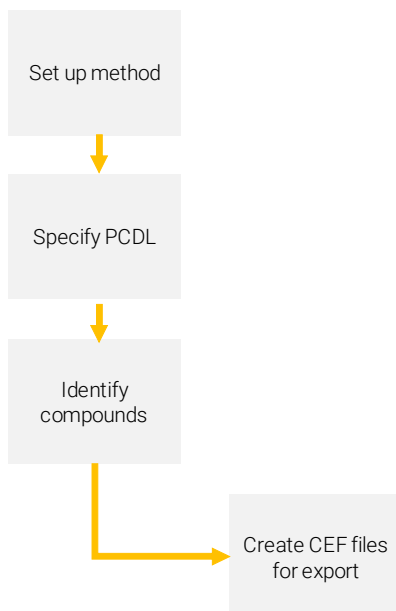 Set up method
Specify PCDL
Identify
compounds
Create CEF files
for export